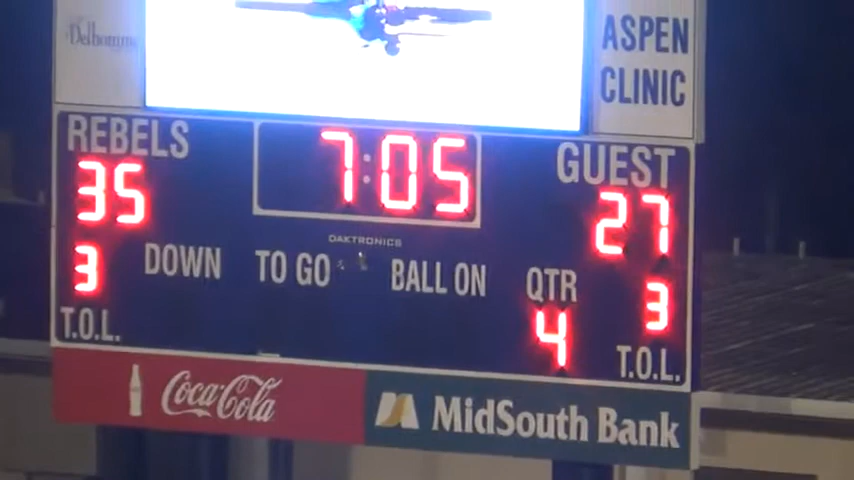 Delhomme
ASPEN
CLINIC
REBELS 7:05 GUEST
35 27
DAKTRONICS
3 DOWN TO GO BALL ON QTR 3
T.O.L. 4 T.O.L.
Coca-Cola MidSouth Bank